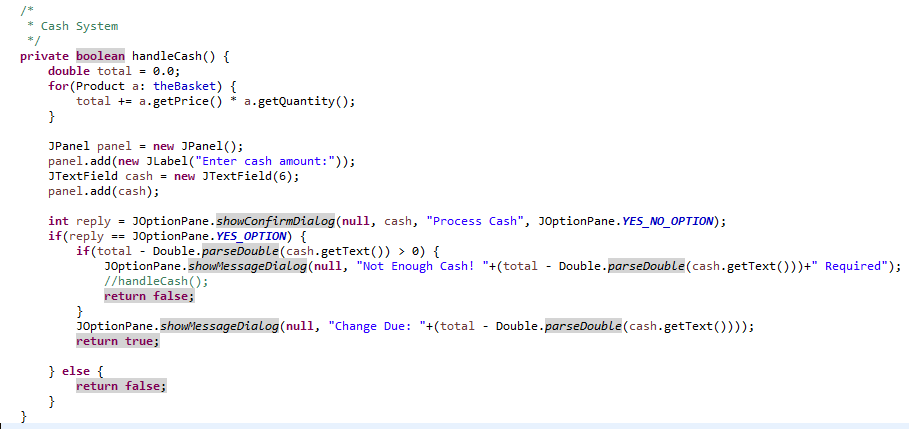 /*
 * Cash System
 */
private boolean handleCash() {
    double total = 0.0;
    for(Product a: theBasket) {
        total += a.getPrice() * a.getQuantity();
    }

    JPanel panel = new JPanel();
    panel.add(new JLabel("Enter cash amount:"));
    JTextField cash = new JTextField(6);
    panel.add(cash);

    int reply = JOptionPane.showConfirmDialog(null, cash, "Process Cash", JOptionPane.YES_NO_OPTION);
    if(reply == JOptionPane.YES_OPTION) {
        if(total - Double.parseDouble(cash.getText()) > 0) {
            JOptionPane.showMessageDialog(null, "Not Enough Cash! "+(total - Double.parseDouble(cash.getText()))+" Required");
            //handleCash();
            return false;
        }
        JOptionPane.showMessageDialog(null, "Change Due: "+(total - Double.parseDouble(cash.getText())));
        return true;

    } else {
        return false;
    }
}